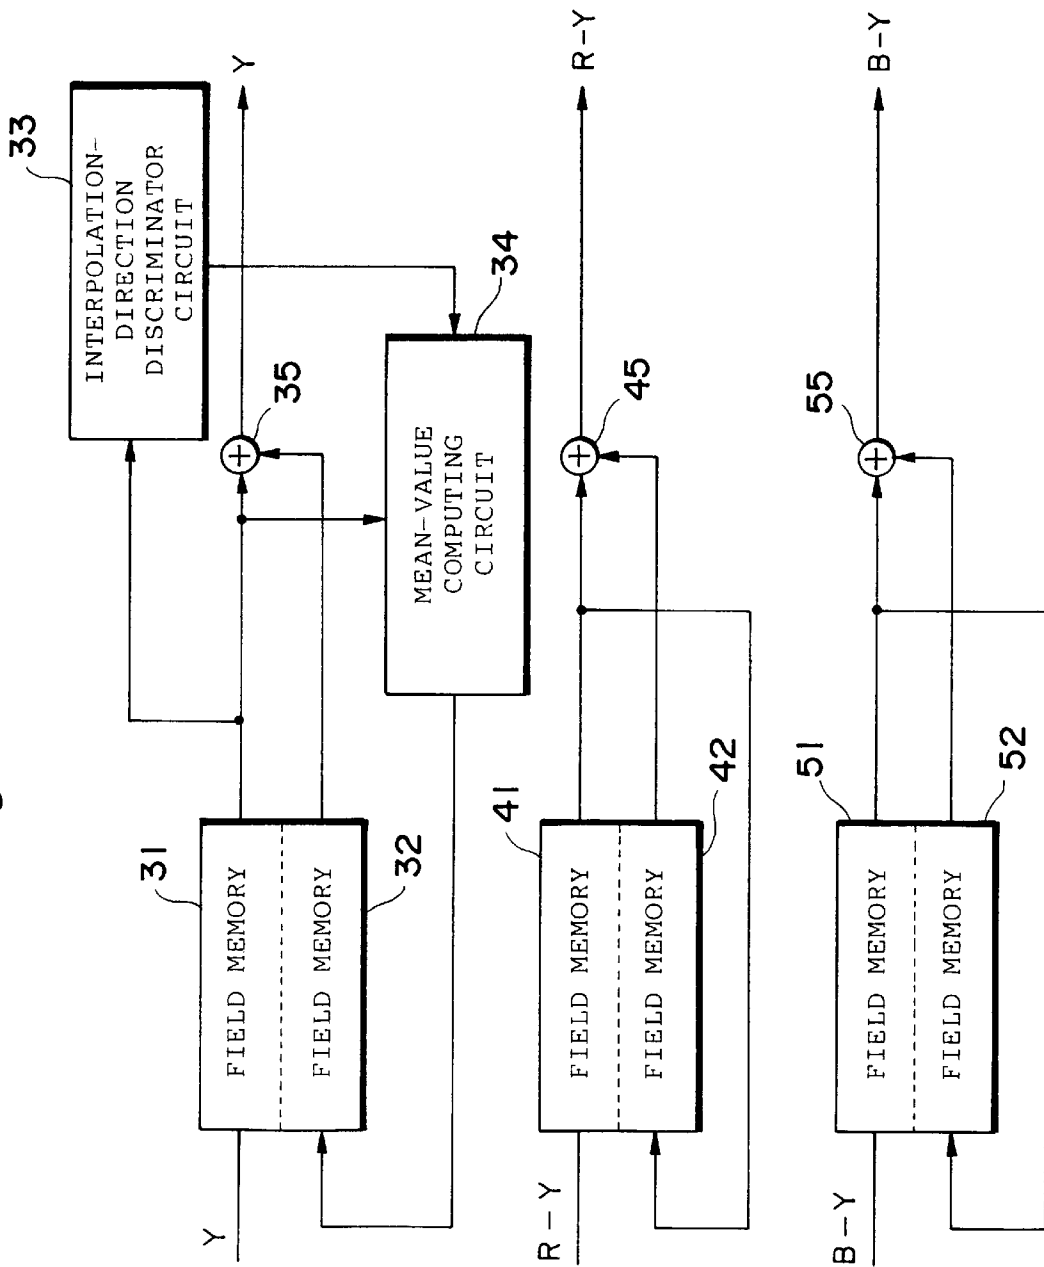 Y
31
FIELD MEMORY
FIELD MEMORY
32
33
INTERPOLATION-
DIRECTION
DISCRIMINATOR
CIRCUIT
35
+
Y
MEAN-VALUE
COMPUTING
CIRCUIT
34
R-Y
41
FIELD MEMORY
FIELD MEMORY
42
45
+
R-Y
B-Y
51
FIELD MEMORY
FIELD MEMORY
52
55
+
B-Y